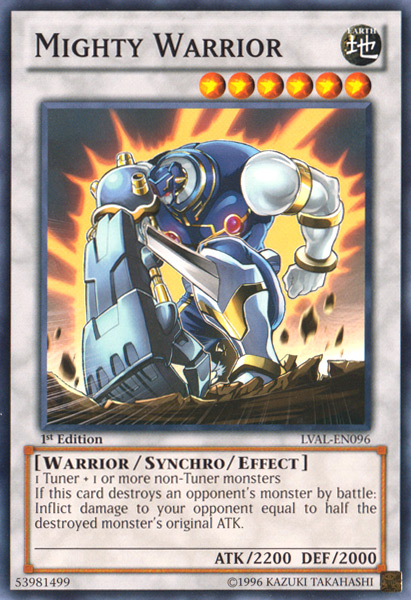 MIGHTY WARRIOR
EARTH
地
1st Edition
LVAL-EN096
[WARRIOR / SYNCHRO / EFFECT]
1 Tuner + 1 or more non-Tuner monsters
If this card destroys an opponent's monster by battle:
Inflict damage to your opponent equal to half the
destroyed monster's original ATK.
ATK/2200 DEF/2000
53981499
©1996 KAZUKI TAKAHASHI